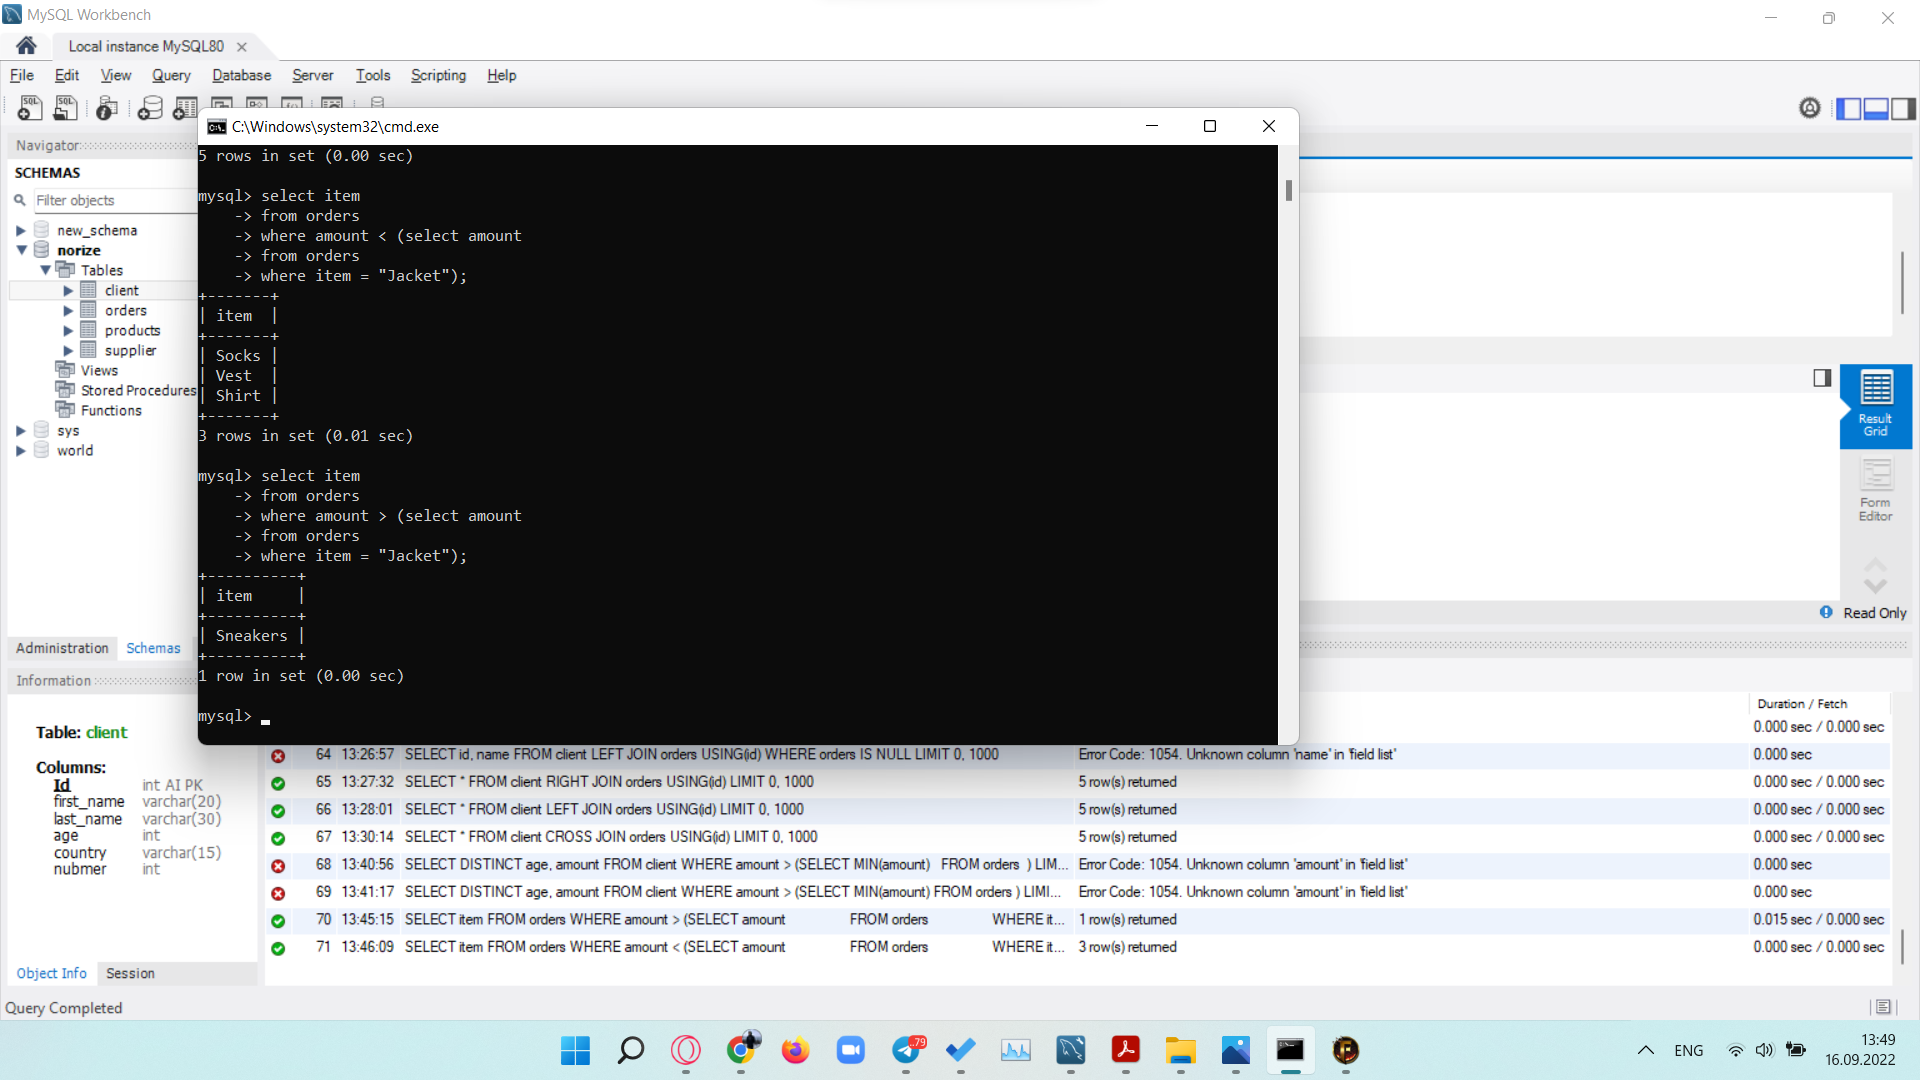 MySQL Workbench
Local instance MySQL80
File Edit View Query Database Server Tools Scripting Help
Navigator
SCHEMAS
Filter objects
new_schema
norize
Tables
client
orders
products
supplier
Views
Stored Procedures
Functions
sys
world
Administration Schemas
Information
Table: client
Columns:
Id int AI PK
first_name varchar(20)
last_name varchar(30)
age int
country varchar(15)
nubmer int
Object Info Session
Query Completed
C:\Windows\system32\cmd.exe
5 rows in set (0.00 sec)
mysql> select item
-> from orders
-> where amount < (select amount
-> from orders
-> where item = "Jacket");
+-------+
| item  |
+-------+
| Socks |
| Vest  |
| Shirt |
+-------+
3 rows in set (0.01 sec)
mysql> select item
-> from orders
-> where amount > (select amount
-> from orders
-> where item = "Jacket");
+----------+
| item     |
+----------+
| Sneakers |
+----------+
1 row in set (0.00 sec)
mysql>
Result
Grid
Form
Editor
Read Only
Duration / Fetch
0.000 sec / 0.000 sec
64 13:26:57 SELECT id, name FROM client LEFT JOIN orders USING(id) WHERE orders IS NULL LIMIT 0, 1000 Error Code: 1054. Unknown column 'name' in 'field list' 0.000 sec
65 13:27:32 SELECT * FROM client RIGHT JOIN orders USING(id) LIMIT 0, 1000 5 row(s) returned 0.000 sec / 0.000 sec
66 13:28:01 SELECT * FROM client LEFT JOIN orders USING(id) LIMIT 0, 1000 5 row(s) returned 0.000 sec / 0.000 sec
67 13:30:14 SELECT * FROM client CROSS JOIN orders USING(id) LIMIT 0, 1000 5 row(s) returned 0.000 sec / 0.000 sec
68 13:40:56 SELECT DISTINCT age, amount FROM client WHERE amount > (SELECT MIN(amount) FROM orders ) LIM... Error Code: 1054. Unknown column 'amount' in 'field list' 0.000 sec
69 13:41:17 SELECT DISTINCT age, amount FROM client WHERE amount > (SELECT MIN(amount) FROM orders ) LIMI... Error Code: 1054. Unknown column 'amount' in 'field list' 0.000 sec
70 13:45:15 SELECT item FROM orders WHERE amount > (SELECT amount FROM orders WHERE it... 1 row(s) returned 0.015 sec / 0.000 sec
71 13:46:09 SELECT item FROM orders WHERE amount < (SELECT amount FROM orders WHERE it... 3 row(s) returned 0.000 sec / 0.000 sec
..79
ENG
13:49
16.09.2022